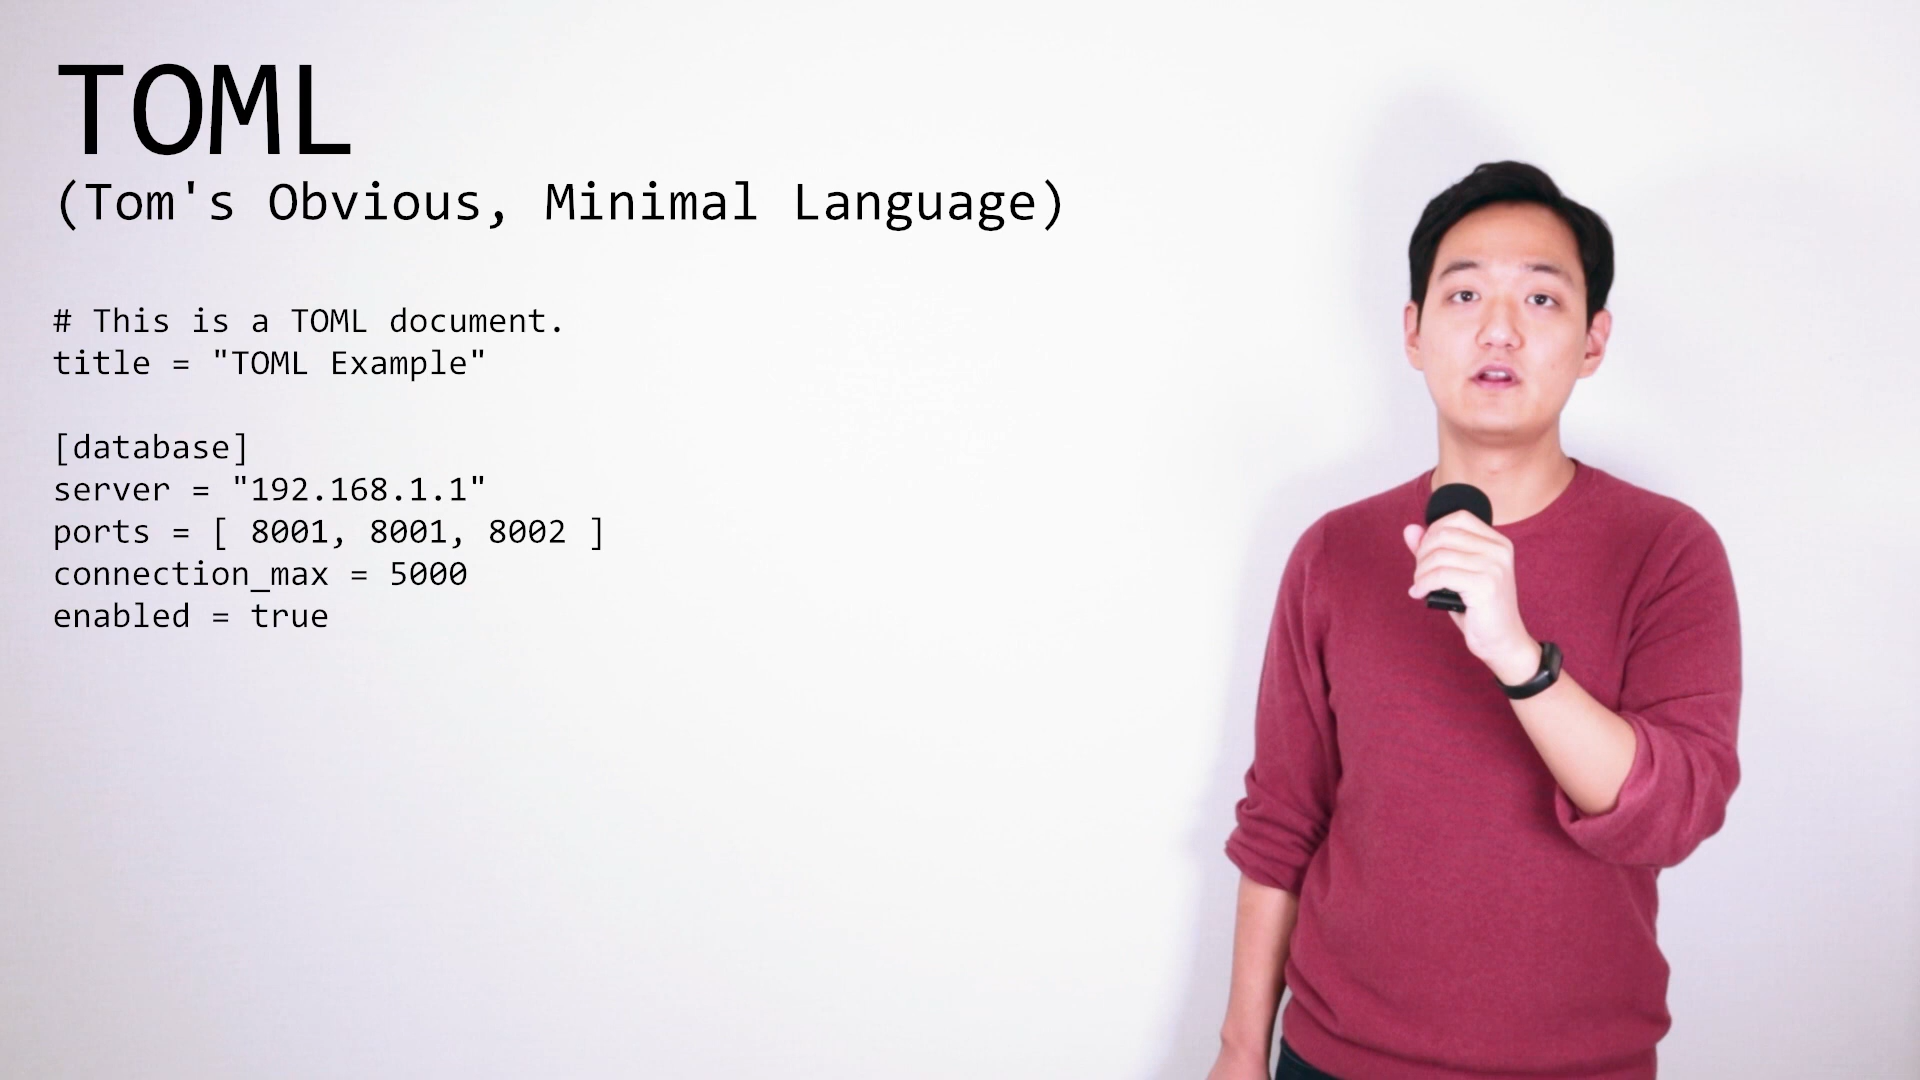 TOML
(Tom's Obvious, Minimal Language)
# This is a TOML document.
title = "TOML Example"
[database]
server = "192.168.1.1"
ports = [ 8001, 8001, 8002 ]
connection_max = 5000
enabled = true